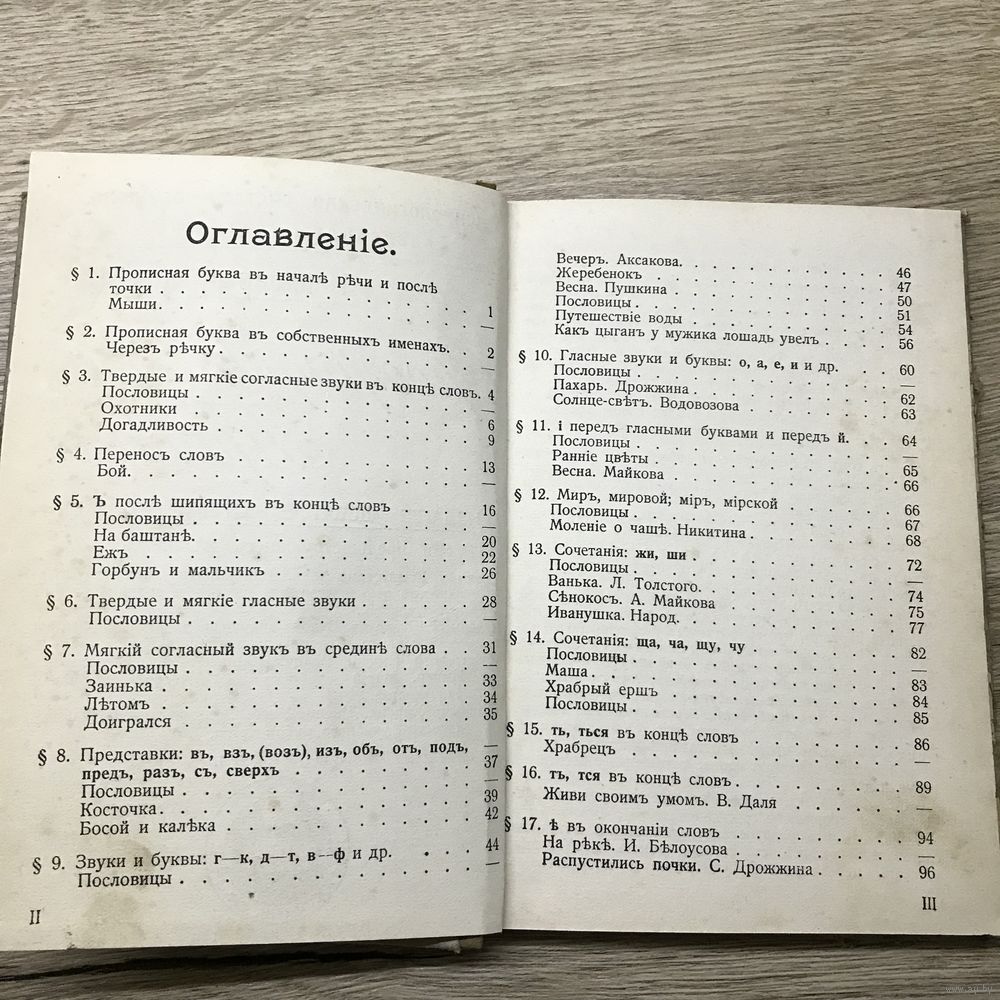 Оглавленіе.
§ 1. Прописная буква въ началѣ рѣчи и послѣ
точки . . . . . . . . . . . . 1
Мыши. . . . . . . . . . . . —
§ 2. Прописная буква въ собственныхъ именахъ. . 2
Черезъ рѣчку . . . . . . . . . . —
§ 3. Твердые и мягкіе согласные звуки въ концѣ словъ. 4
Пословицы . . . . . . . . . . —
Охотники . . . . . . . . . . 6
Догадливость . . . . . . . . . . 9
§ 4. Переносъ словъ . . . . . . . . . . 13
Бой. . . . . . . . . . . . —
§ 5. Ъ послѣ шипящихъ въ концѣ словъ . . . 16
Пословицы . . . . . . . . . . —
На баштанѣ. . . . . . . . . . 20
Ежъ . . . . . . . . . . 22
Горбунъ и мальчикъ . . . . . . . . 26
§ 6. Твердые и мягкіе гласные звуки . . . . 28
Пословицы . . . . . . . . . . —
§ 7. Мягкій согласный звукъ въ срединѣ слова . . 31
Пословицы . . . . . . . . . . —
Заинька . . . . . . . . . . 33
Лѣтомъ . . . . . . . . . . 34
Доигрался . . . . . . . . . . 35
§ 8. Представки: въ, взъ, (возъ), изъ, объ, отъ, подъ, —
предъ, разъ, съ, сверхъ . . . . . . 37
Пословицы . . . . . . . . . . —
Косточка. . . . . . . . . . 39
Босой и калѣка . . . . . . . . 42
§ 9. Звуки и буквы: г—к, д—т, в—ф и др. . . . 44
Пословицы . . . . . . . . . . —
II
Вечеръ. Аксакова. . . . . . . . . 46
Жеребенокъ . . . . . . . . . . 47
Весна. Пушкина . . . . . . . . . 50
Пословицы . . . . . . . . . . 51
Путешествіе воды . . . . . . . . 54
Какъ цыганъ у мужика лошадь увелъ . . . 56
§ 10. Гласные звуки и буквы: о, а, е, и и др. . . 60
Пословицы . . . . . . . . . . —
Пахарь. Дрожжина . . . . . . . . 62
Солнце-свѣтъ. Водовозова . . . . . . 63
§ 11. і передъ гласными буквами и передъ й. . . 64
Пословицы . . . . . . . . . . —
Ранніе цвѣты . . . . . . . . . . 65
Весна. Майкова . . . . . . . . . 66
§ 12. Миръ, мировой; міръ, мірской . . . . 66
Пословицы . . . . . . . . . . 67
Моленіе о чашѣ. Никитина . . . . . . 68
§ 13. Сочетанія: жи, ши . . . . . . . . 72
Пословицы . . . . . . . . . . —
Ванька. Л. Толстого. . . . . . . . 74
Сѣнокосъ. А. Майкова . . . . . . . 75
Иванушка. Народ. . . . . . . . . 77
§ 14. Сочетанія: ща, ча, щу, чу . . . . . 82
Пословицы . . . . . . . . . . —
Маша . . . . . . . . . . 83
Храбрый ершъ . . . . . . . . . 84
Пословицы . . . . . . . . . . 85
§ 15. ть, ться въ концѣ словъ . . . . . 86
Храбрецъ . . . . . . . . . . —
§ 16. тъ, тся въ концѣ словъ . . . . . . 89
Живи своимъ умомъ. В. Даля . . . . . —
§ 17. ѣ въ окончаніи словъ . . . . . . 94
На рѣкѣ. И. Бѣлоусова . . . . . . . —
Распустились почки. С. Дрожжина . . . . 96
III
www.ay.by